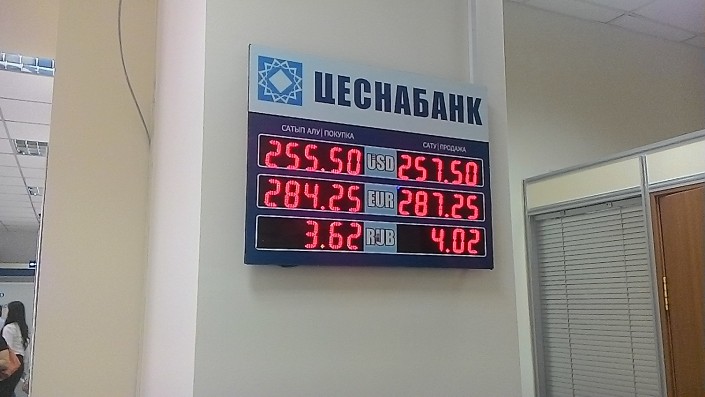 ЦЕСНАБАНК
САТЫП АЛУ | ПОКУПКА САТУ | ПРОДАЖА
255.50 USD 257.50
284.25 EUR 287.25
3.62 RUB 4.02